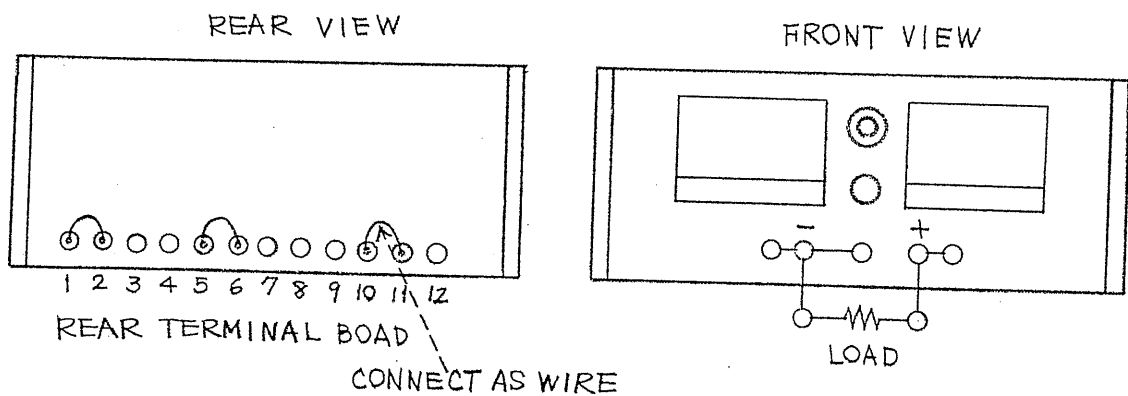 REAR VIEW
FRONT VIEW
- +
1 2 3 4 5 6 7 8 9 10 11 12
REAR TERMINAL BOAD
LOAD
CONNECT AS WIRE